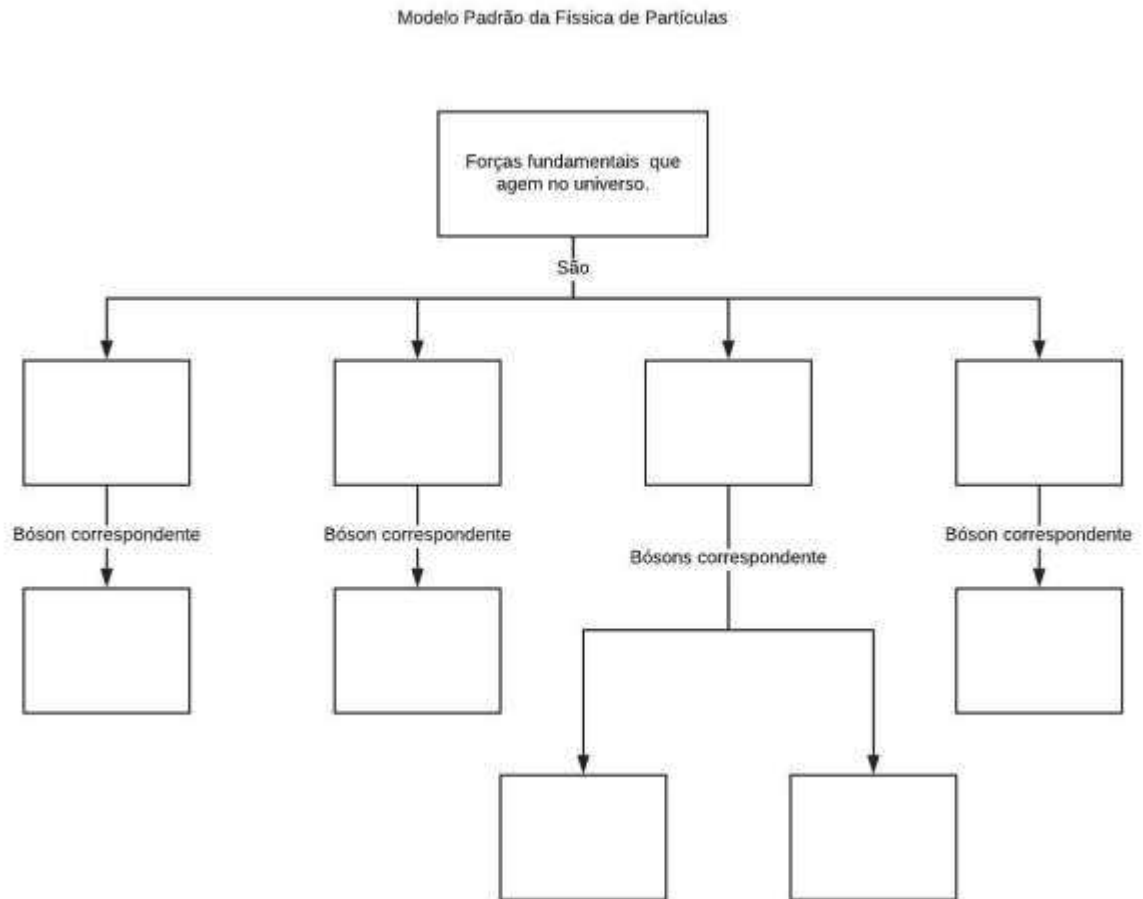 Modelo Padrão da Fissica de Partículas
Forças fundamentais que
agem no universo.
São
Bóson correspondente
Bóson correspondente
Bósons correspondente
Bóson correspondente